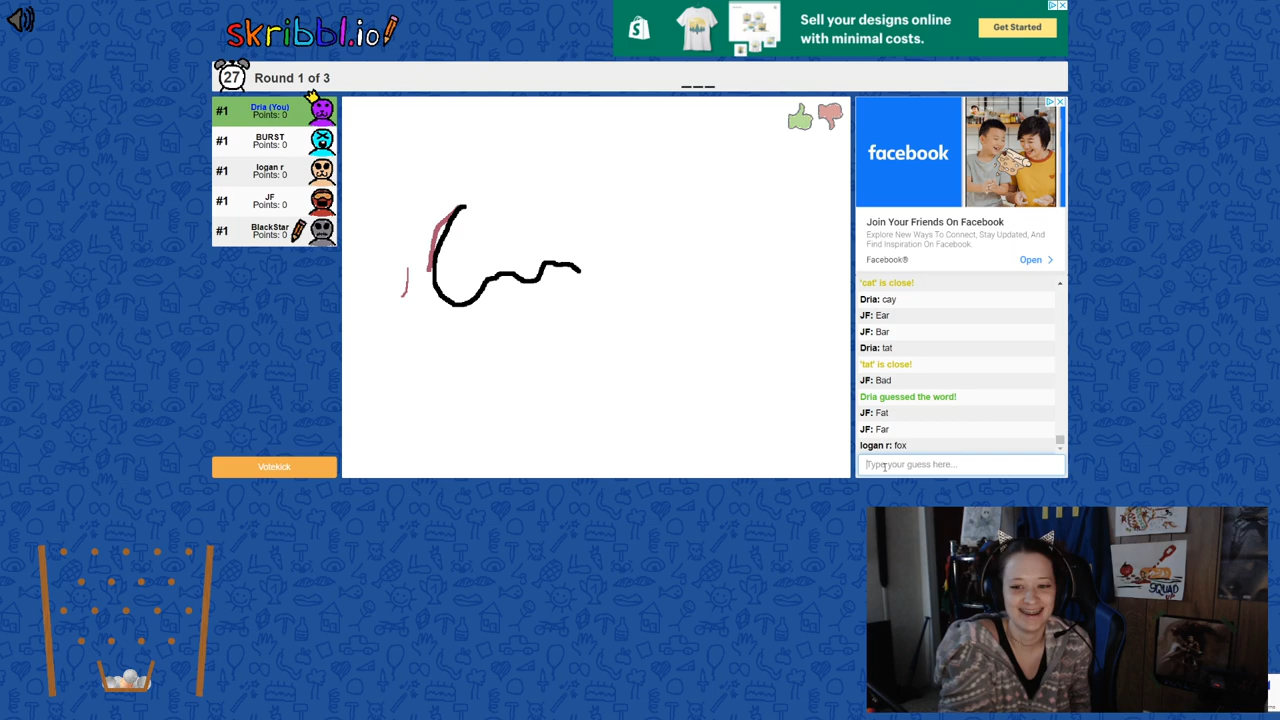 skribbl.io
Sell your designs online
with minimal costs.
Get Started
27
Round 1 of 3
___
#1
Dria (You)
Points: 0
#1
BURST
Points: 0
#1
logan r
Points: 0
#1
JF
Points: 0
#1
BlackStar
Points: 0
Votekick
facebook
Join Your Friends On Facebook
Explore New Ways To Connect, Stay Updated, And
Find Inspiration On Facebook.
Facebook®
Open
'cat' is close!
Dria: cay
JF: Ear
JF: Bar
Dria: tat
'tat' is close!
JF: Bad
Dria guessed the word!
JF: Fat
JF: Far
logan r: fox
Type your guess here...
SQUAD